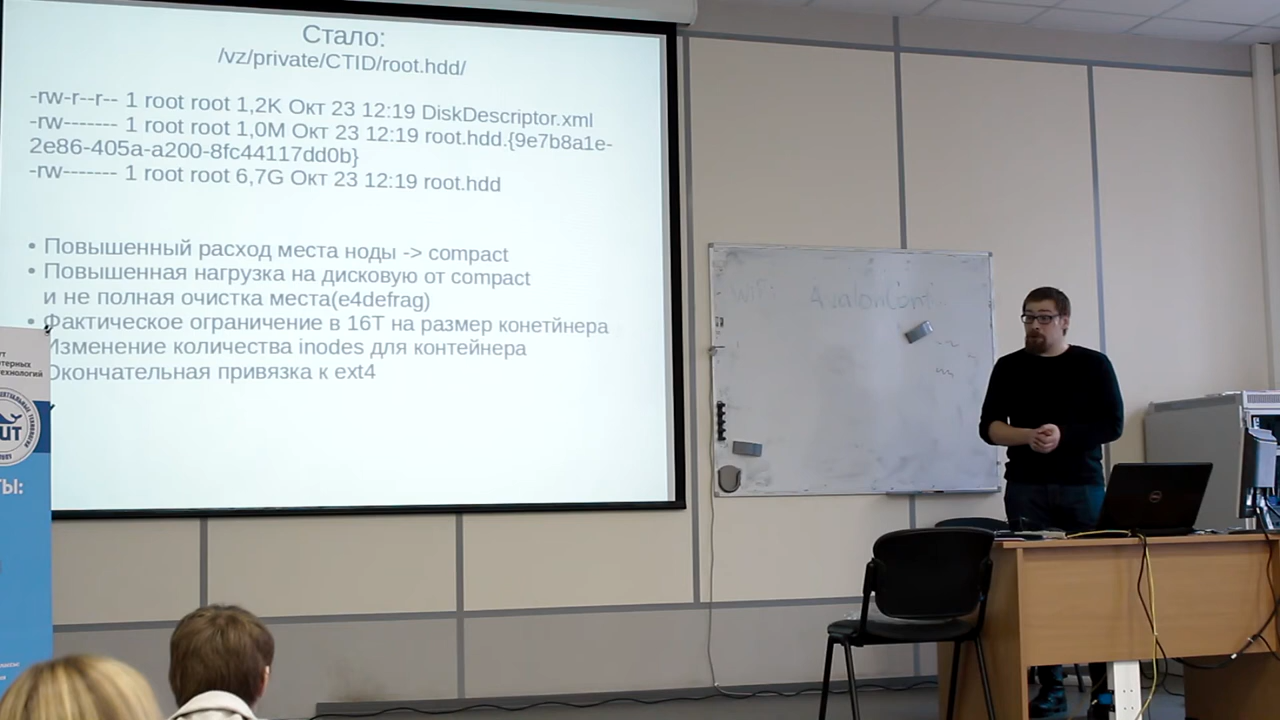 Стало:
/vz/private/CTID/root.hdd/
-rw-r--r-- 1 root root 1,2K Окт 23 12:19 DiskDescriptor.xml
-rw------- 1 root root 1,0M Окт 23 12:19 root.hdd.{9e7b8a1e-
2e86-405a-a200-8fc44117dd0b}
-rw------- 1 root root 6,7G Окт 23 12:19 root.hdd
• Повышенный расход места ноды -> compact
• Повышенная нагрузка на дисковую от compact
и не полная очистка места(e4defrag)
• Фактическое ограничение в 16T на размер конетйнера
Изменение количества inodes для контейнера
Окончательная привязка к ext4
WiFi: AvalonConf
DELL